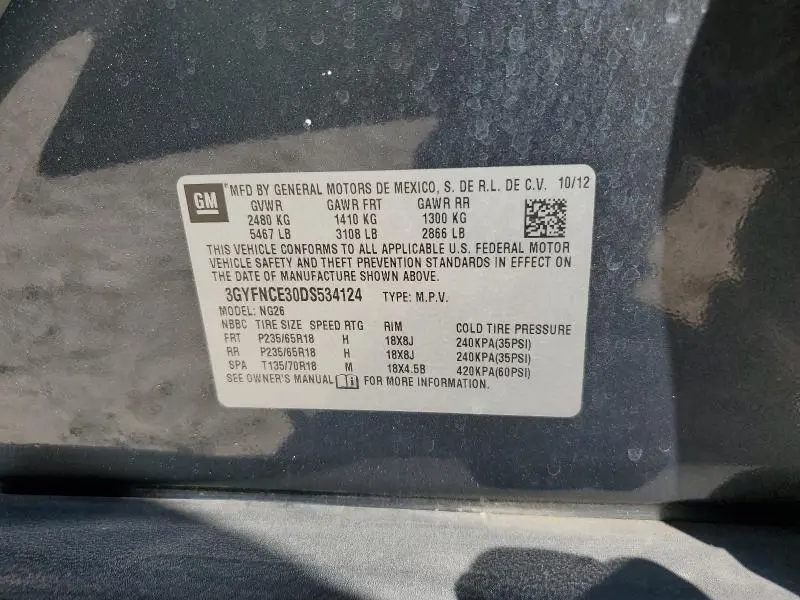 GM ® MFD BY GENERAL MOTORS DE MEXICO, S. DE R.L. DE C.V. 10/12
GVWR GAWR FRT GAWR RR
2480 KG 1410 KG 1300 KG
5467 LB 3108 LB 2866 LB
THIS VEHICLE CONFORMS TO ALL APPLICABLE U.S. FEDERAL MOTOR
VEHICLE SAFETY AND THEFT PREVENTION STANDARDS IN EFFECT ON
THE DATE OF MANUFACTURE SHOWN ABOVE.
3GYFNCE30DS534124 TYPE: M.P.V.
MODEL: NG26
NBBC TIRE SIZE SPEED RTG RIM COLD TIRE PRESSURE
FRT P235/65R18 H 18X8J 240KPA(35PSI)
RR P235/65R18 H 18X8J 240KPA(35PSI)
SPA T135/70R18 M 18X4.5B 420KPA(60PSI)
SEE OWNER'S MANUAL FOR MORE INFORMATION.